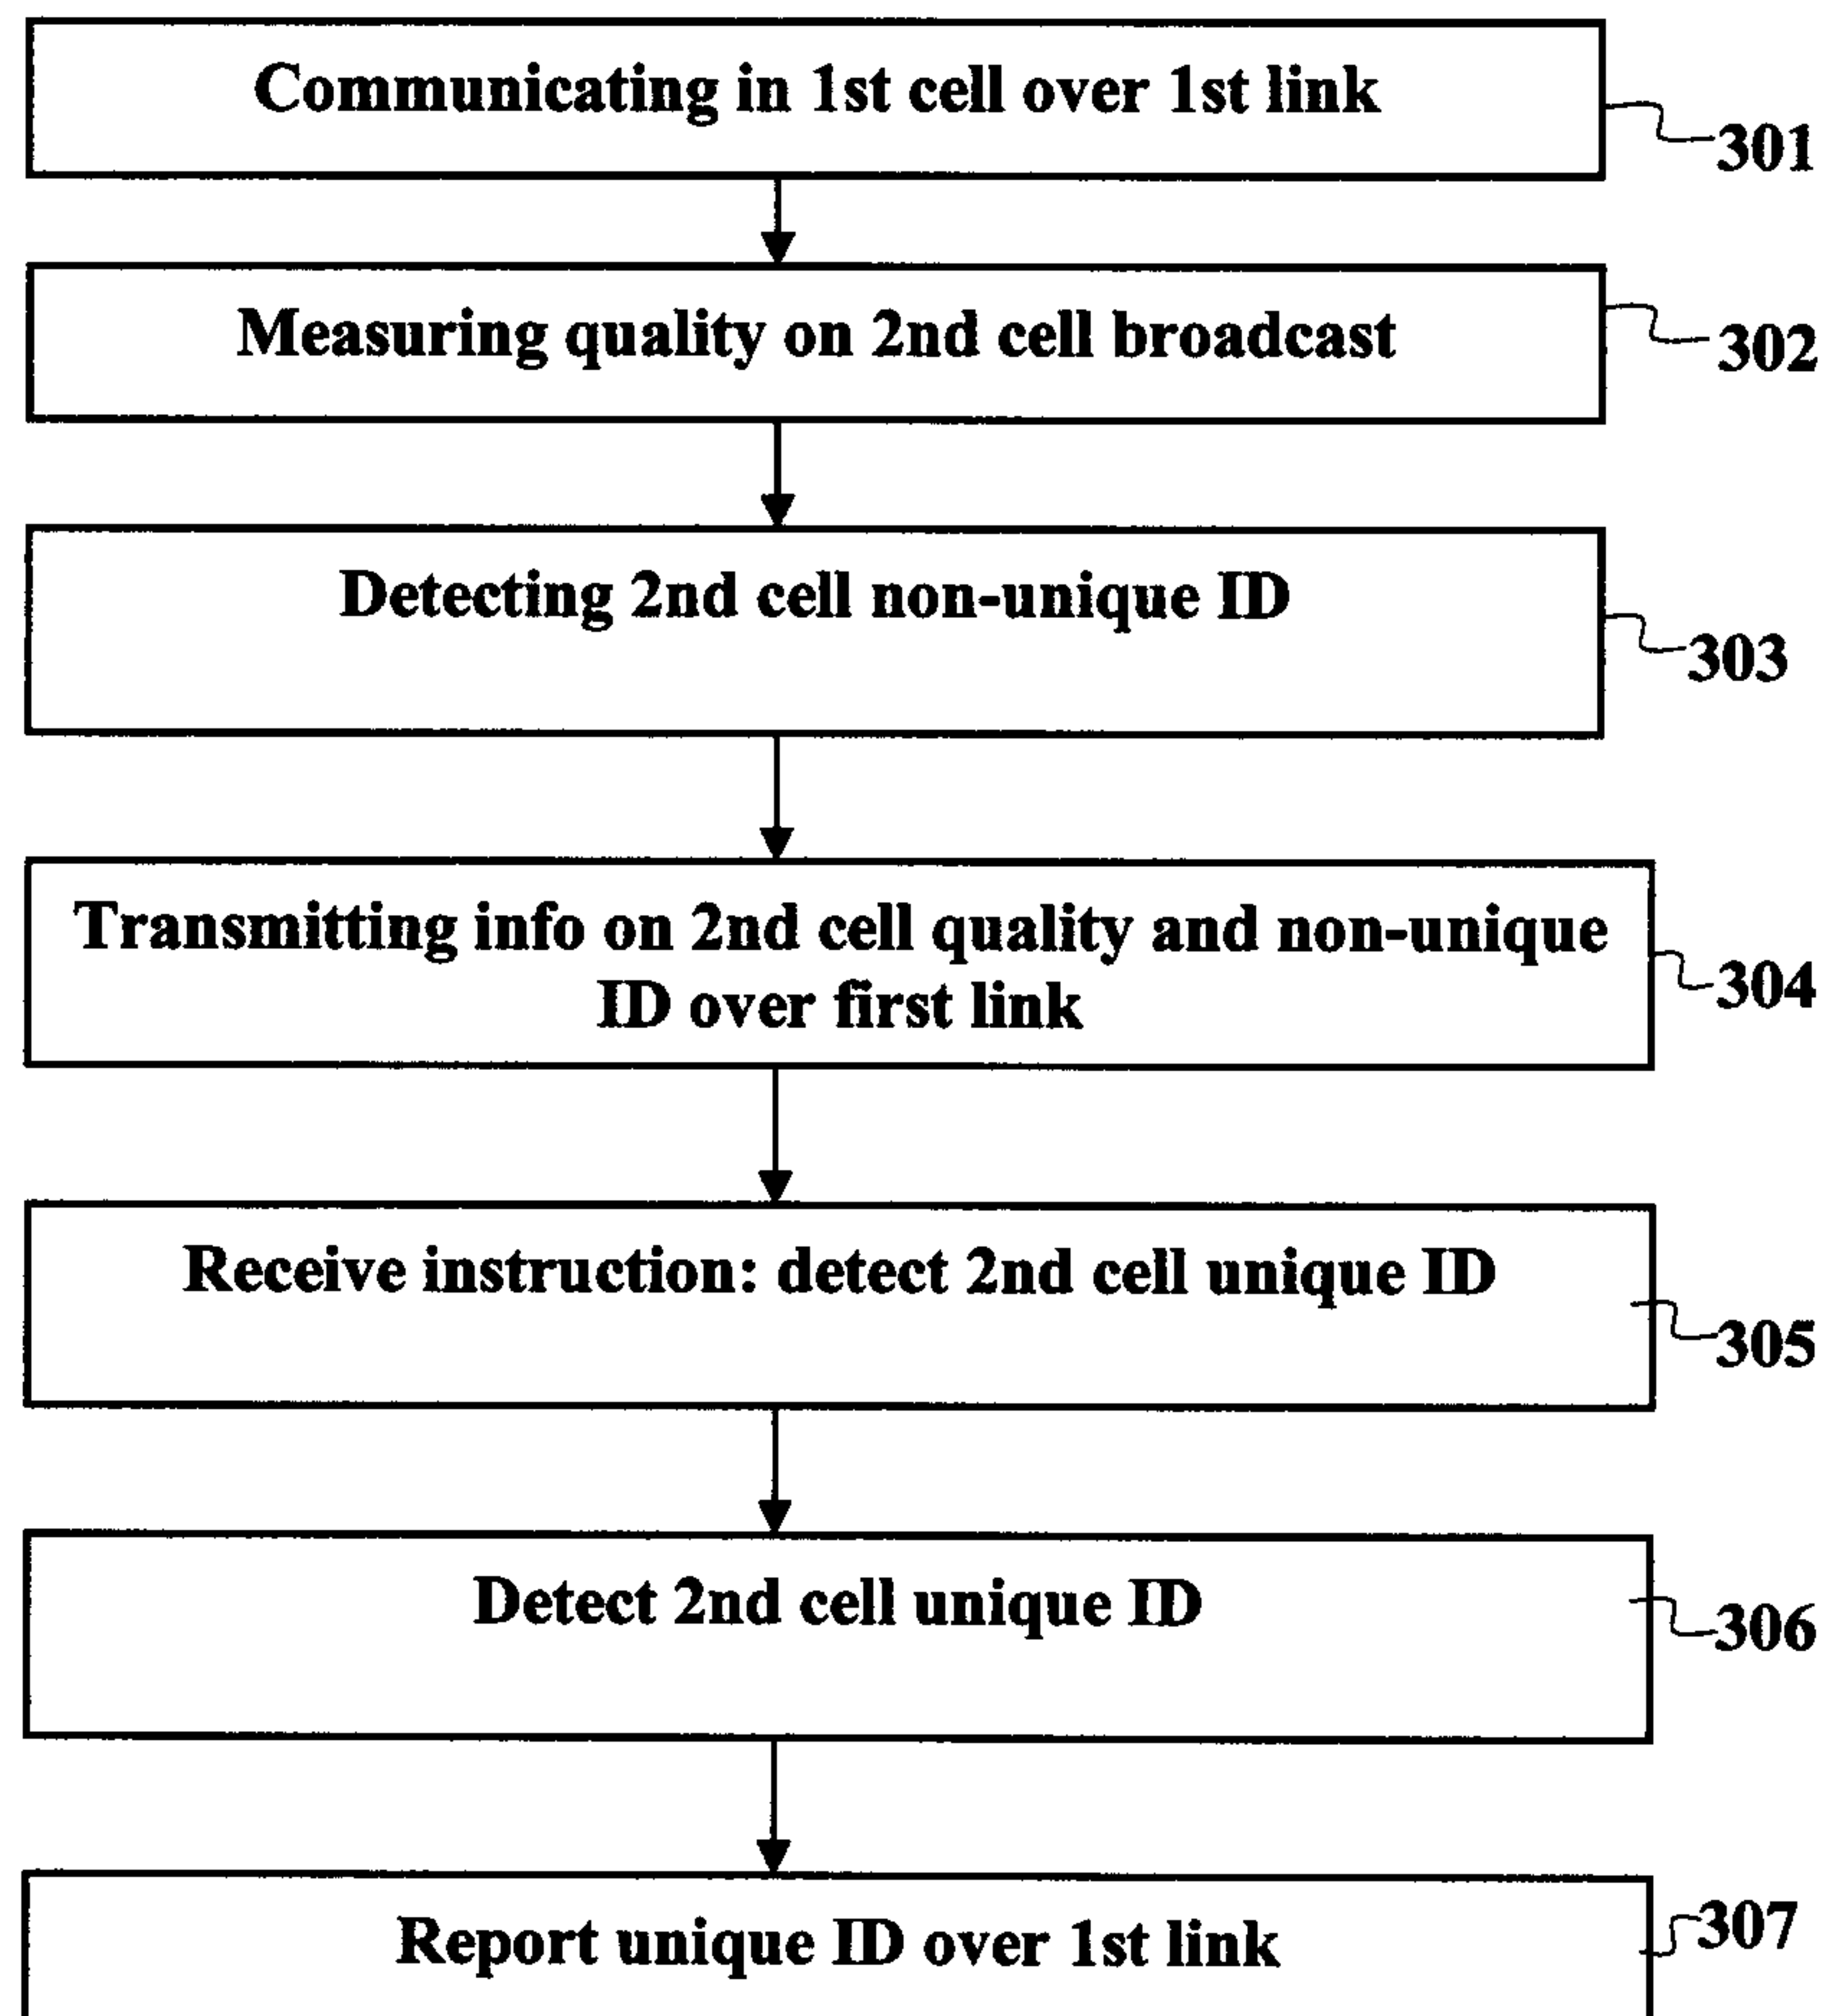 Communicating in 1st cell over 1st link
301
Measuring quality on 2nd cell broadcast
302
Detecting 2nd cell non-unique ID
303
Transmitting info on 2nd cell quality and non-unique
ID over first link
304
Receive instruction: detect 2nd cell unique ID
305
Detect 2nd cell unique ID
306
Report unique ID over 1st link
307